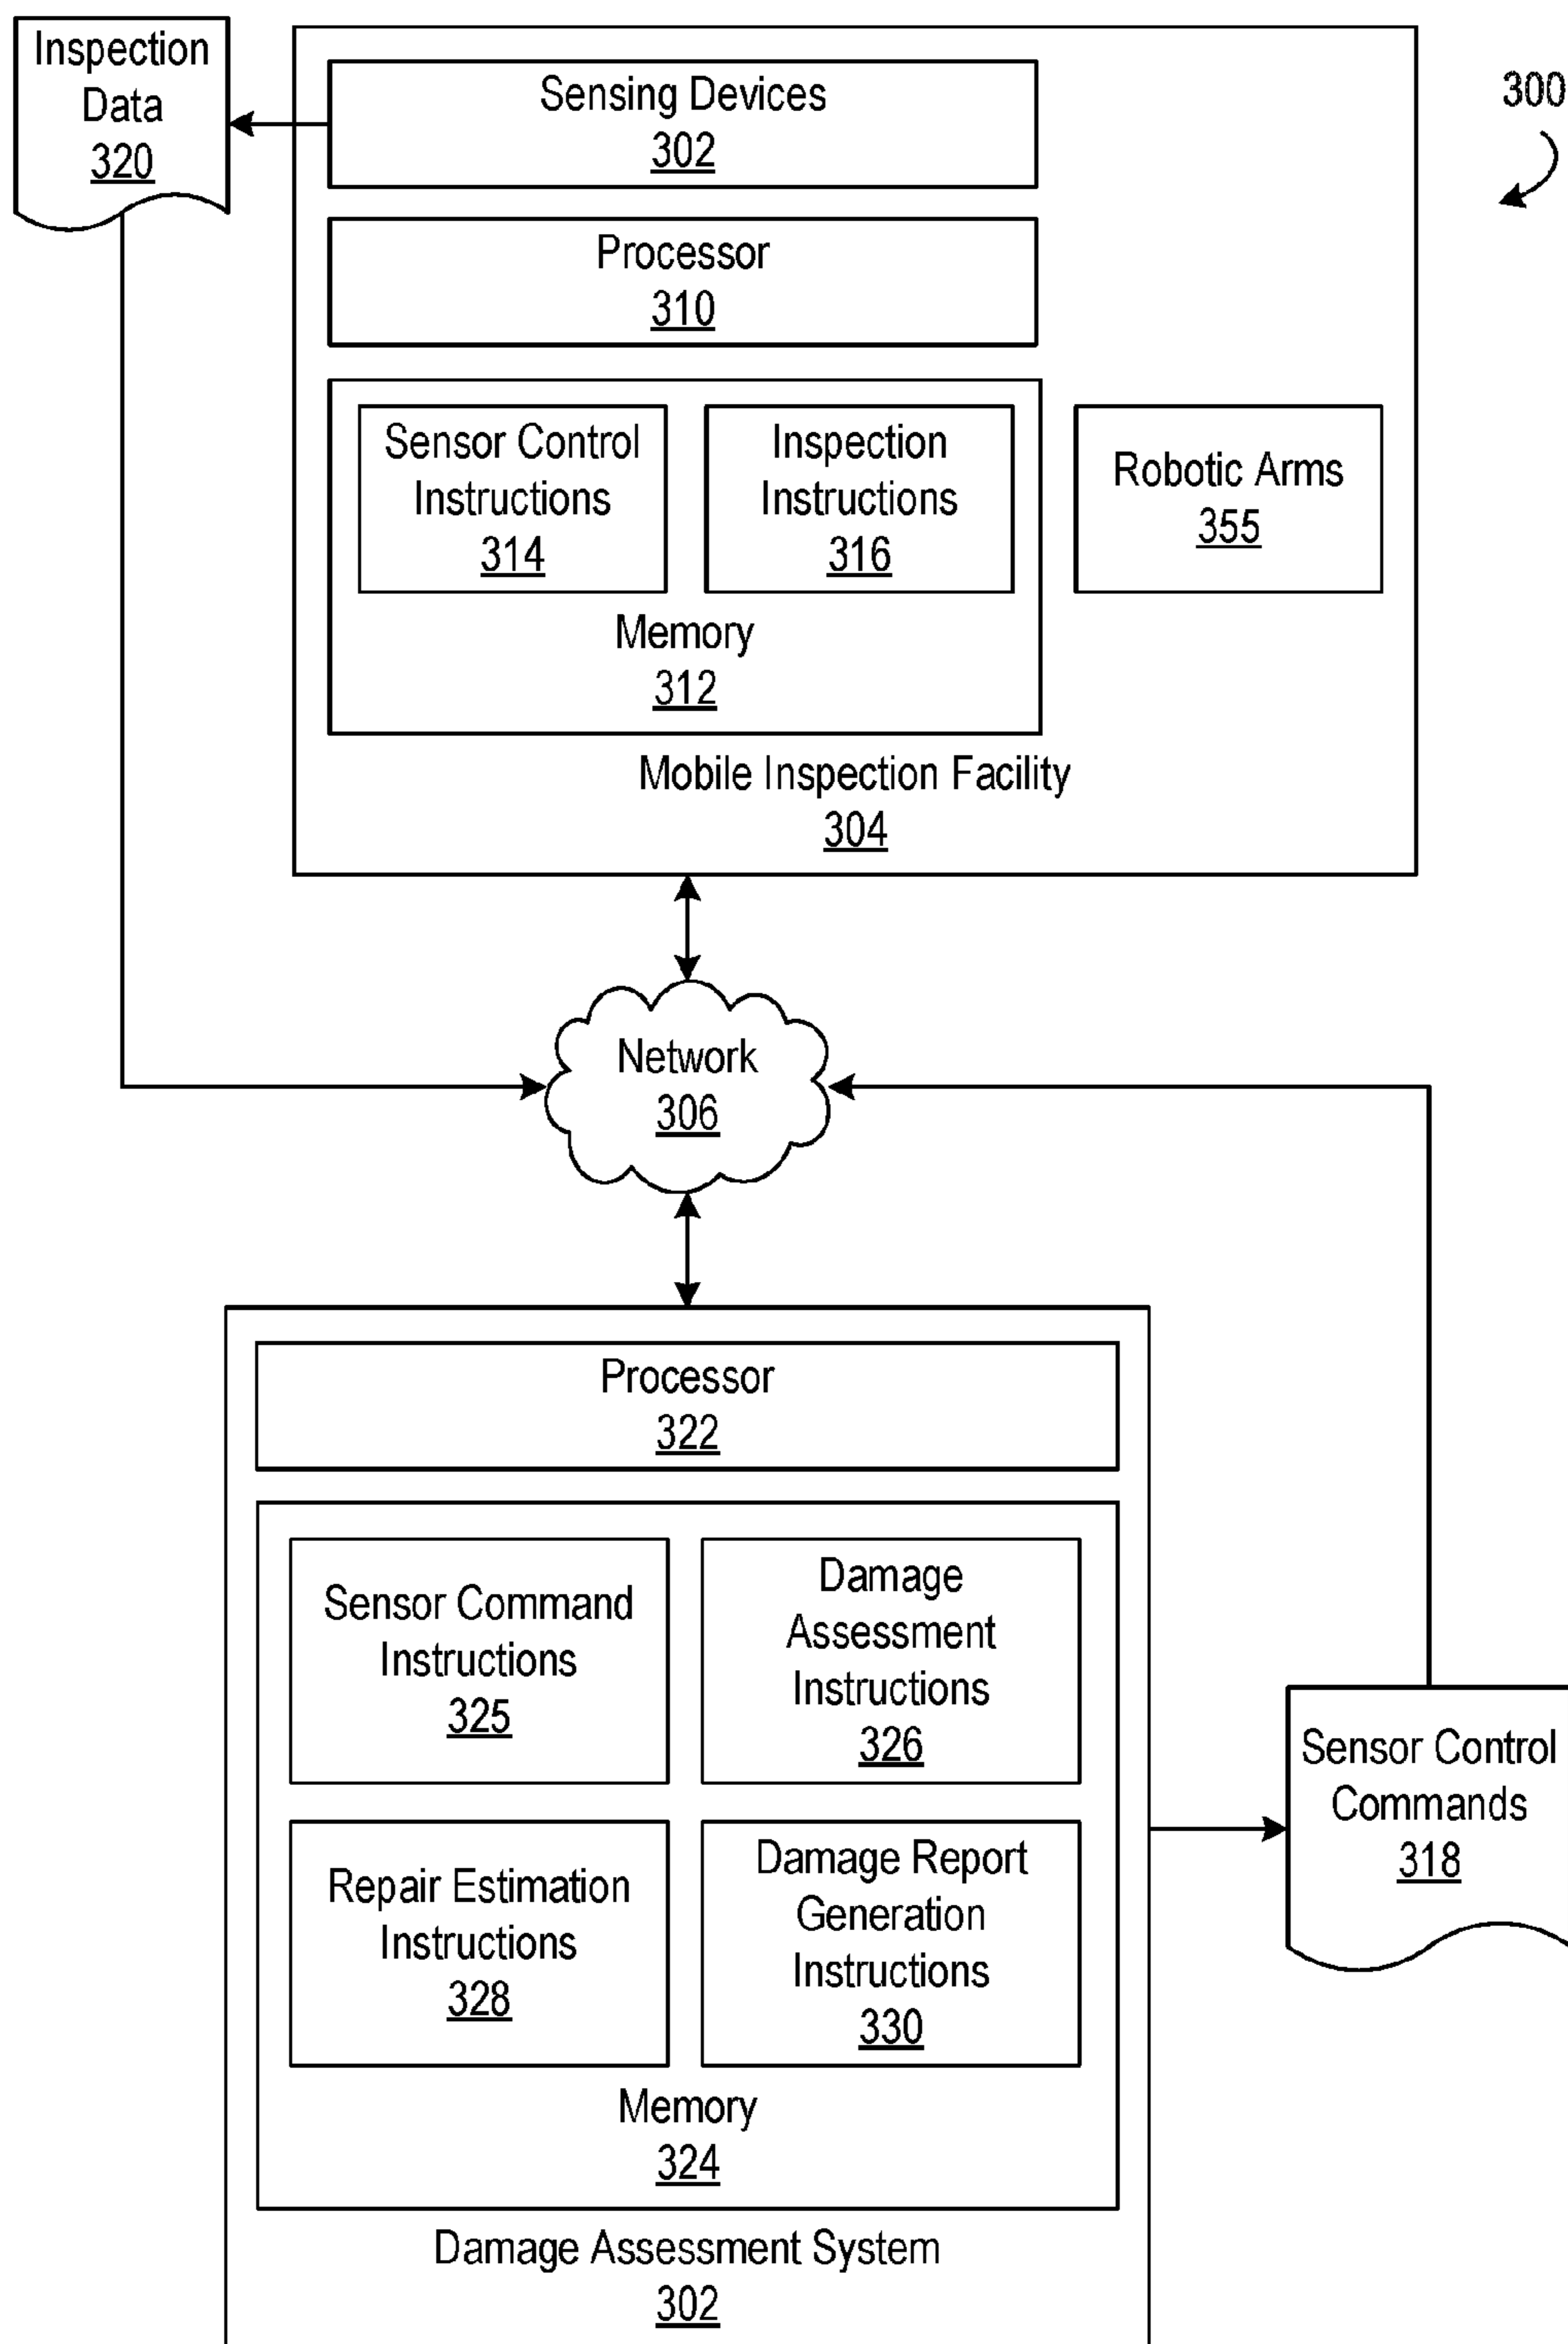 Inspection
Data
320
300
Sensing Devices
302
Processor
310
Sensor Control
Instructions
314
Inspection
Instructions
316
Robotic Arms
355
Memory
312
Mobile Inspection Facility
304
Network
306
Processor
322
Sensor Command
Instructions
325
Damage
Assessment
Instructions
326
Repair Estimation
Instructions
328
Damage Report
Generation
Instructions
330
Memory
324
Damage Assessment System
302
Sensor Control
Commands
318